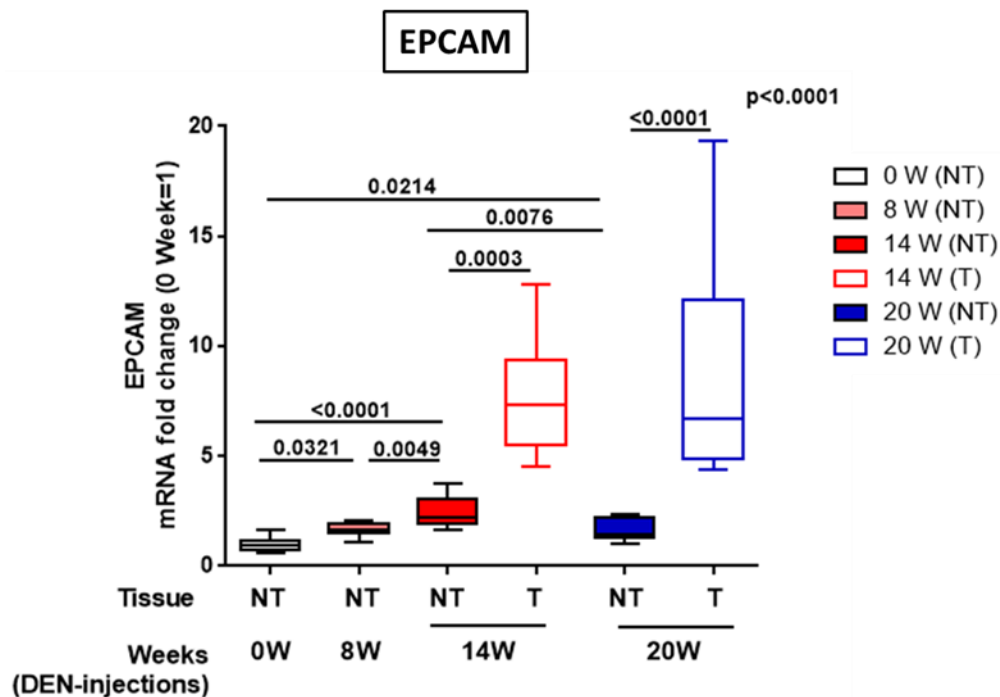 EPCAM
p<0.0001
<0.0001
20
0.0214
0.0076
15
0.0003
10
<0.0001
0.0321
0.0049
5
0
EPCAM
mRNA fold change (0 Week=1)
0 W (NT)
8 W (NT)
14 W (NT)
14 W (T)
20 W (NT)
20 W (T)
Tissue NT NT NT T NT T
Weeks 0W 8W 14W 20W
(DEN-injections)